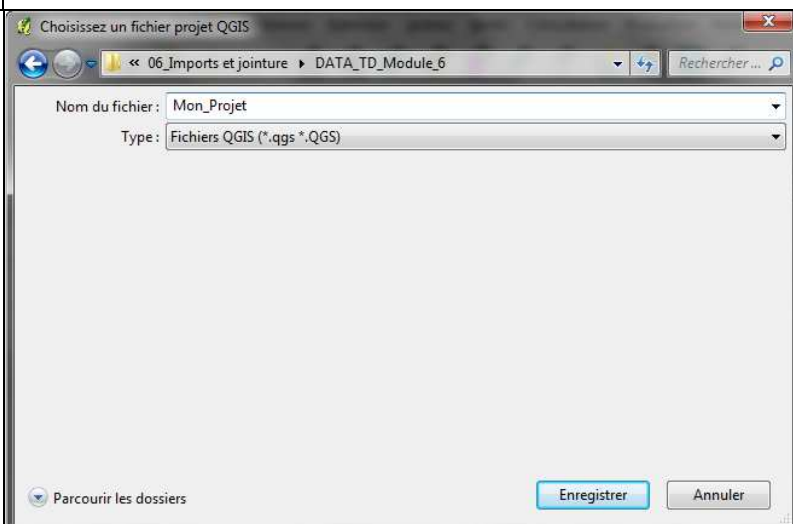 Choisissez un fichier projet QGIS
« 06_Imports et jointure ▸ DATA_TD_Module_6
Rechercher ...
Nom du fichier : Mon_Projet
Type : Fichiers QGIS (*.qgs *.QGS)
Parcourir les dossiers
Enregistrer
Annuler